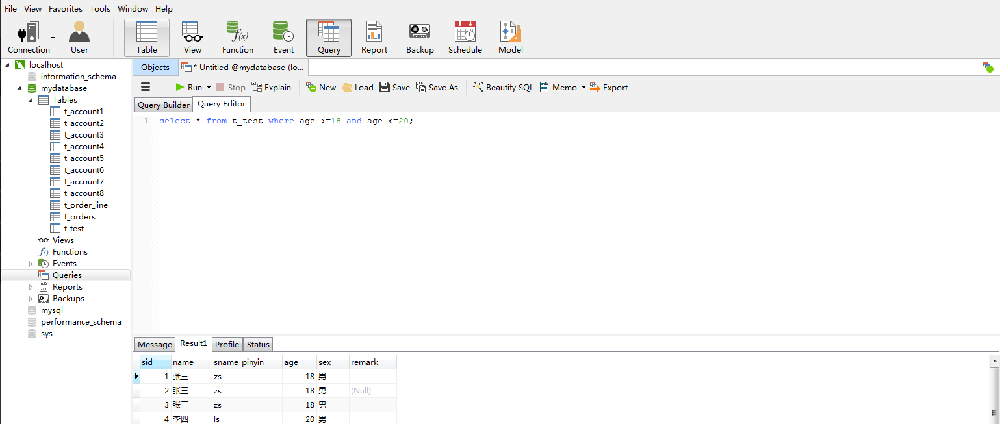 File View Favorites Tools Window Help
Connection User Table View Function Event Query Report Backup Schedule Model
localhost
information_schema
mydatabase
Tables
t_account1
t_account2
t_account3
t_account4
t_account5
t_account6
t_account7
t_account8
t_order_line
t_orders
t_test
Views
Functions
Events
Queries
Reports
Backups
mysql
performance_schema
sys
Objects * Untitled @mydatabase (lo...
Run Stop Explain New Load Save Save As Beautify SQL Memo Export
Query Builder Query Editor
1 select * from t_test where age >=18 and age <=20;
Message Result1 Profile Status
sid name sname_pinyin age sex remark
1 张三 zs 18 男
2 张三 zs 18 男 (Null)
3 张三 zs 18 男
4 李四 ls 20 男